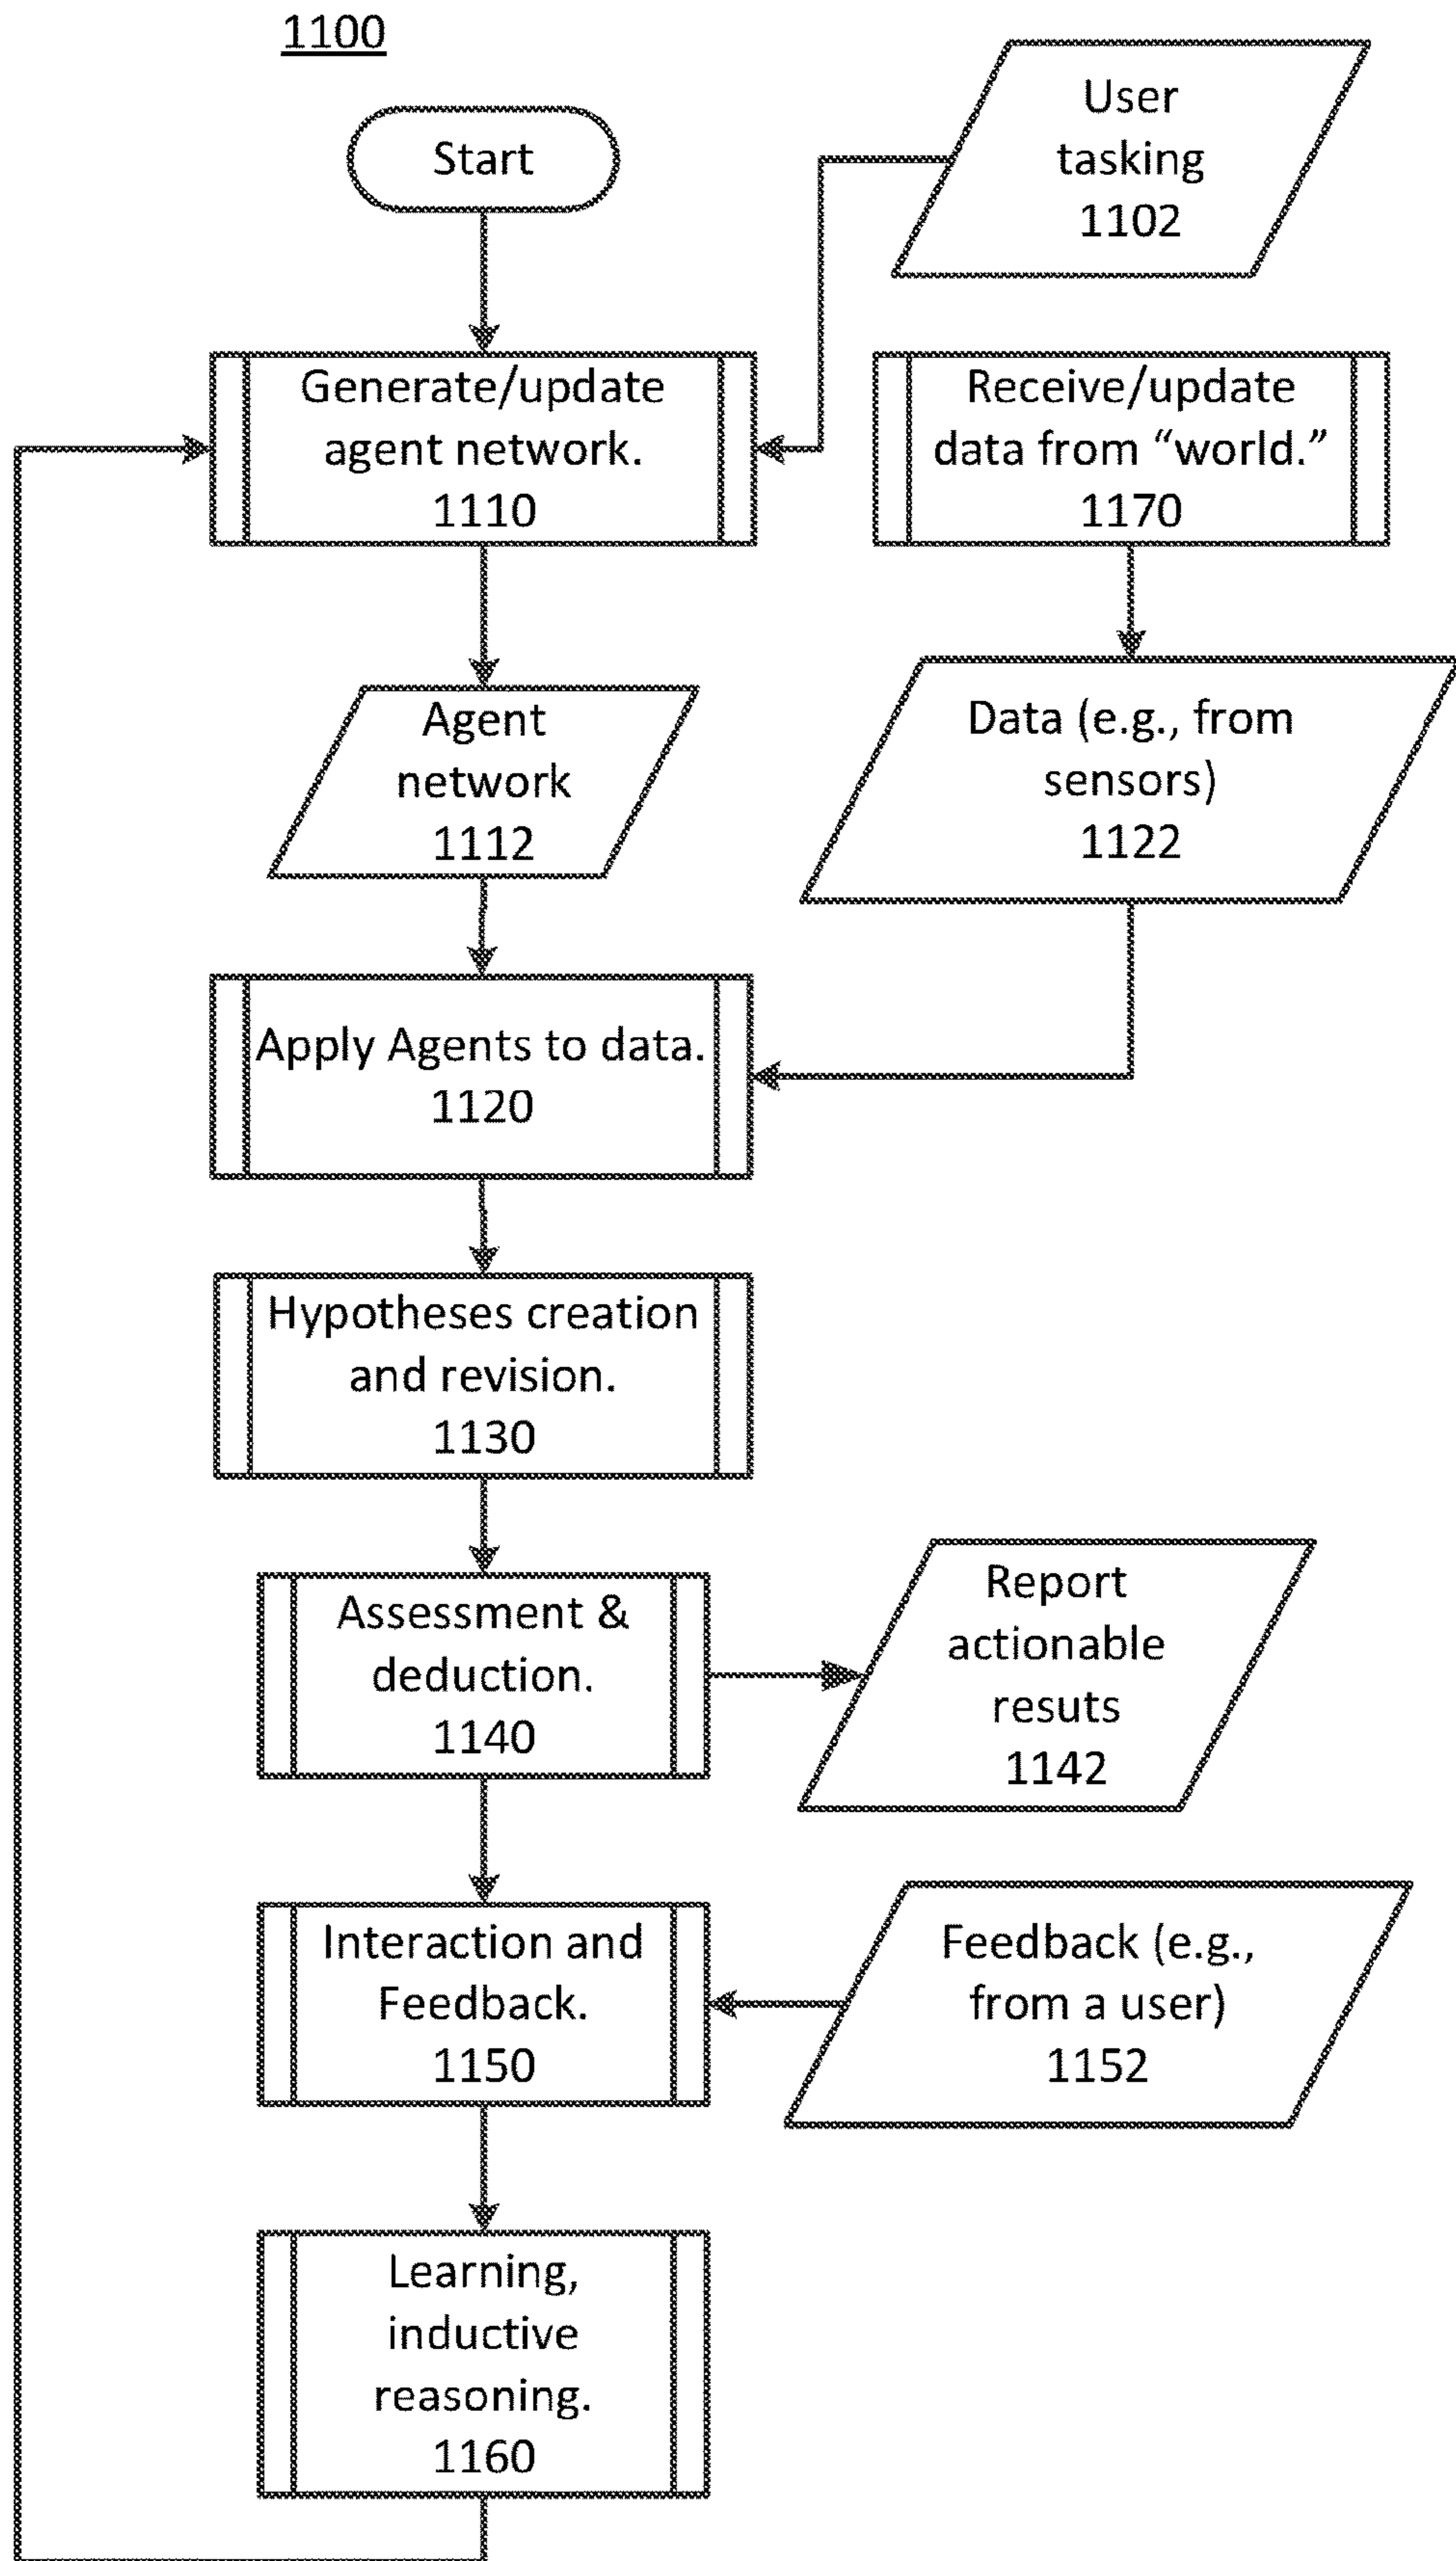 1100
Start
User
tasking
1102
Generate/update
agent network.
1110
Receive/update
data from “world.”
1170
Agent
network
1112
Data (e.g., from
sensors)
1122
Apply Agents to data.
1120
Hypotheses creation
and revision.
1130
Assessment &
deduction.
1140
Report
actionable
resuts
1142
Interaction and
Feedback.
1150
Feedback (e.g.,
from a user)
1152
Learning,
inductive
reasoning.
1160